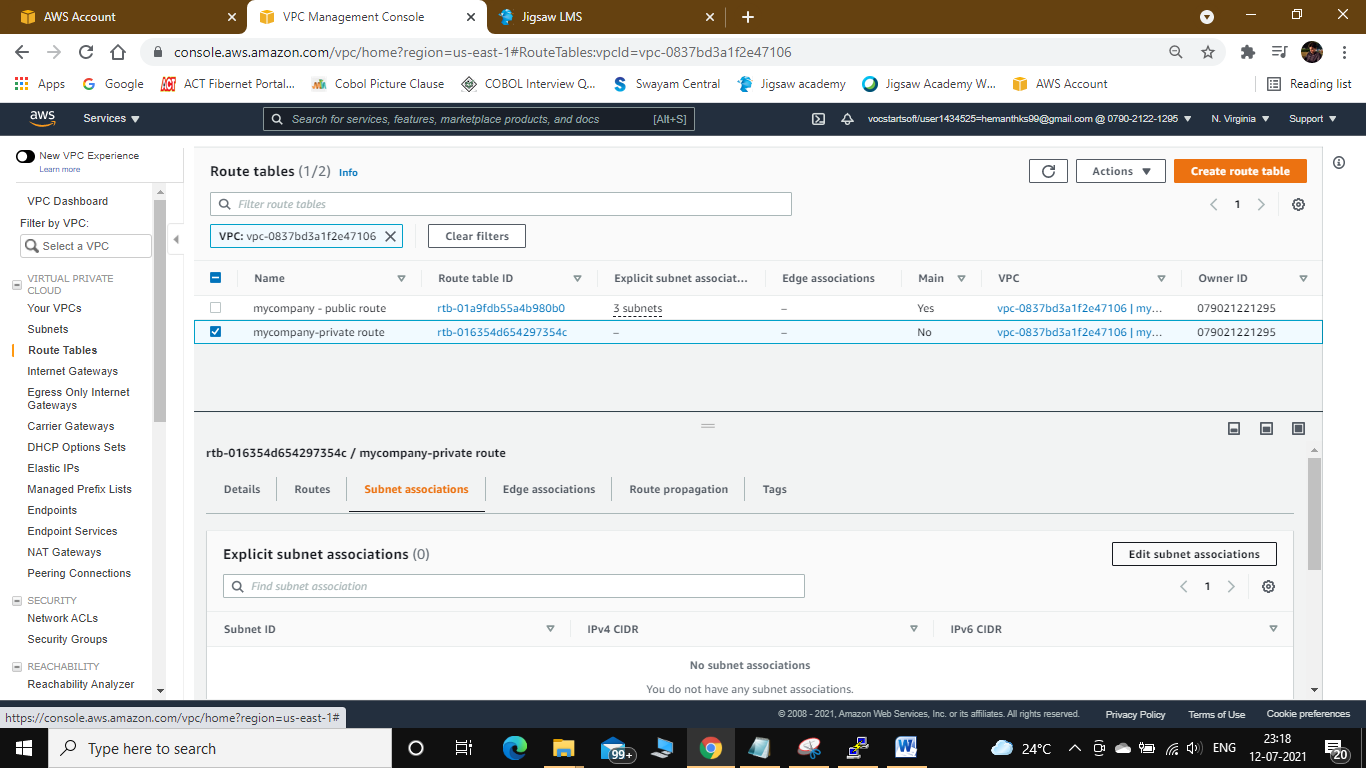 AWS Account
VPC Management Console
Jigsaw LMS
console.aws.amazon.com/vpc/home?region=us-east-1#RouteTables:vpcId=vpc-0837bd3a1f2e47106
Apps
Google
ACT Fibernet Portal...
Cobol Picture Clause
COBOL Interview Q...
Swayam Central
Jigsaw academy
Jigsaw Academy W...
AWS Account
Reading list
aws
Services
Search for services, features, marketplace products, and docs
[Alt+S]
vocstartsoft/user1434525=hemanthks99@gmail.com @ 0790-2122-1295
N. Virginia
Support
New VPC Experience
Learn more
VPC Dashboard
Filter by VPC:
Select a VPC
VIRTUAL PRIVATE
CLOUD
Your VPCs
Subnets
Route Tables
Internet Gateways
Egress Only Internet
Gateways
Carrier Gateways
DHCP Options Sets
Elastic IPs
Managed Prefix Lists
Endpoints
Endpoint Services
NAT Gateways
Peering Connections
SECURITY
Network ACLs
Security Groups
REACHABILITY
Reachability Analyzer
Route tables (1/2) Info
Actions
Create route table
Filter route tables
1
VPC: vpc-0837bd3a1f2e47106
Clear filters
Name Route table ID Explicit subnet associat... Edge associations Main VPC Owner ID
mycompany - public route rtb-01a9fdb55a4b980b0 3 subnets – Yes vpc-0837bd3a1f2e47106 | my... 079021221295
mycompany-private route rtb-016354d654297354c – – No vpc-0837bd3a1f2e47106 | my... 079021221295
rtb-016354d654297354c / mycompany-private route
Details Routes Subnet associations Edge associations Route propagation Tags
Explicit subnet associations (0)
Edit subnet associations
Find subnet association
1
Subnet ID IPv4 CIDR IPv6 CIDR
No subnet associations
You do not have any subnet associations.
https://console.aws.amazon.com/vpc/home?region=us-east-1#
© 2008 - 2021, Amazon Web Services, Inc. or its affiliates. All rights reserved.
Privacy Policy
Terms of Use
Cookie preferences
Type here to search
99+
24°C
ENG
23:18
12-07-2021
20